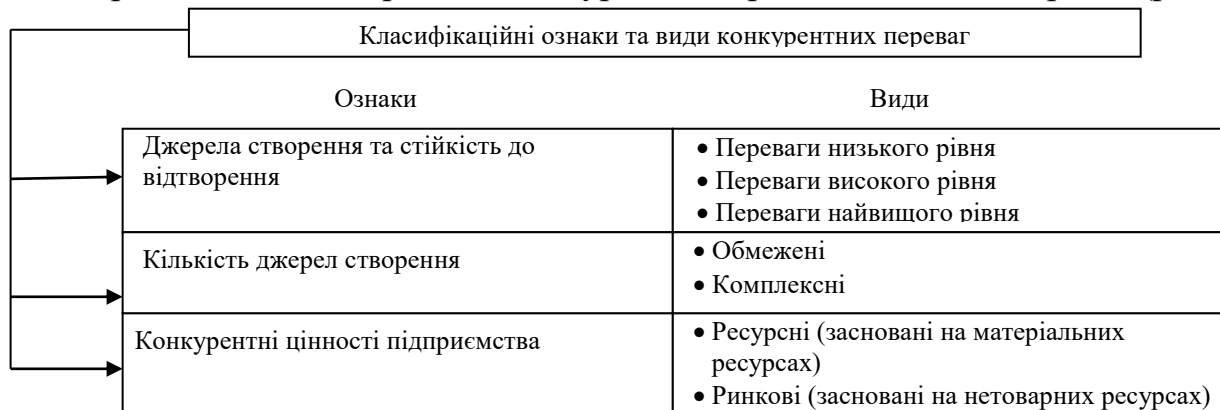 Класифікаційні ознаки та види конкурентних переваг
Ознаки
Види
Джерела створення та стійкість до
відтворення
• Переваги низького рівня
• Переваги високого рівня
• Переваги найвищого рівня
Кількість джерел створення
• Обмежені
• Комплексні
Конкурентні цінності підприємства
• Ресурсні (засновані на матеріальних
ресурсах)
• Ринкові (засновані на нетоварних ресурсах)